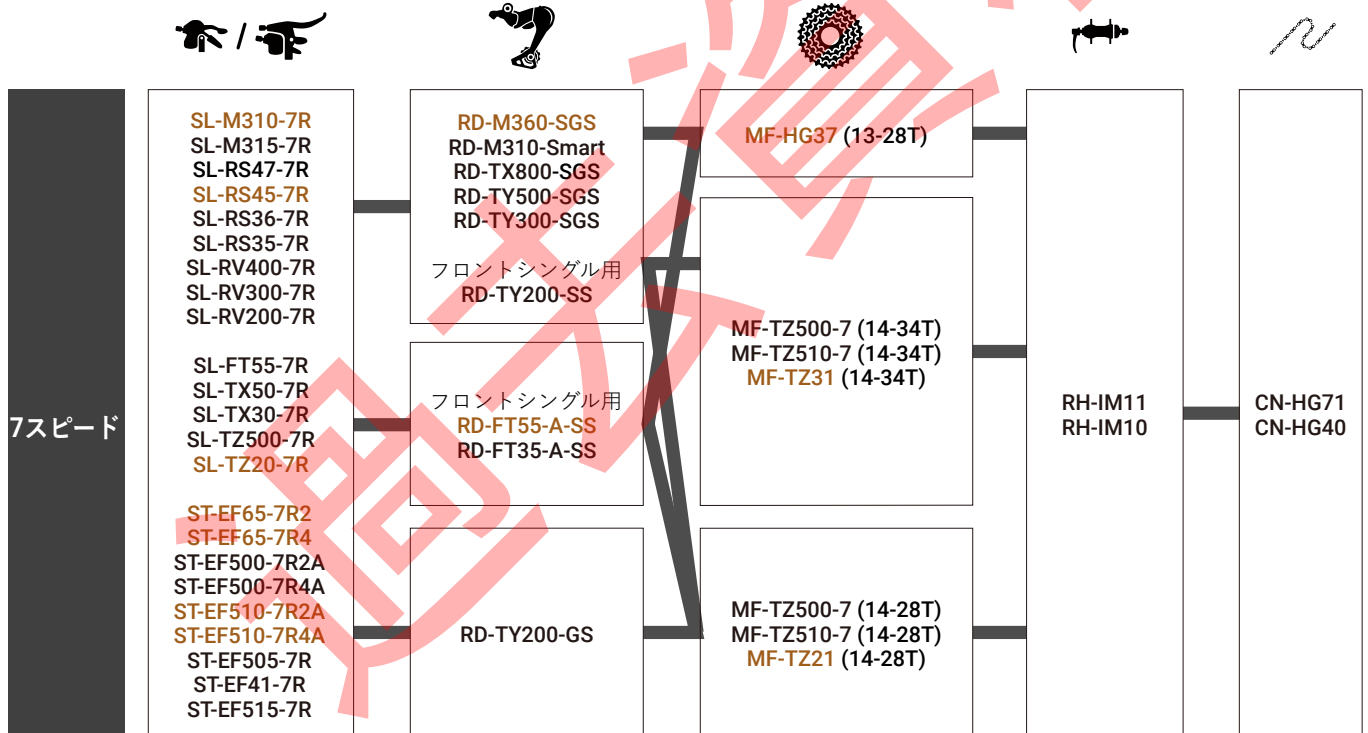 7スピード
SL-M310-7R
SL-M315-7R
SL-RS47-7R
SL-RS45-7R
SL-RS36-7R
SL-RS35-7R
SL-RV400-7R
SL-RV300-7R
SL-RV200-7R
SL-FT55-7R
SL-TX50-7R
SL-TX30-7R
SL-TZ500-7R
SL-TZ20-7R
ST-EF65-7R2
ST-EF65-7R4
ST-EF500-7R2A
ST-EF500-7R4A
ST-EF510-7R2A
ST-EF510-7R4A
ST-EF505-7R
ST-EF41-7R
ST-EF515-7R
RD-M360-SGS
RD-M310-Smart
RD-TX800-SGS
RD-TY500-SGS
RD-TY300-SGS
フロントシングル用
RD-TY200-SS
フロントシングル用
RD-FT55-A-SS
RD-FT35-A-SS
RD-TY200-GS
MF-HG37 (13-28T)
MF-TZ500-7 (14-34T)
MF-TZ510-7 (14-34T)
MF-TZ31 (14-34T)
MF-TZ500-7 (14-28T)
MF-TZ510-7 (14-28T)
MF-TZ21 (14-28T)
RH-IM11
RH-IM10
CN-HG71
CN-HG40
過去